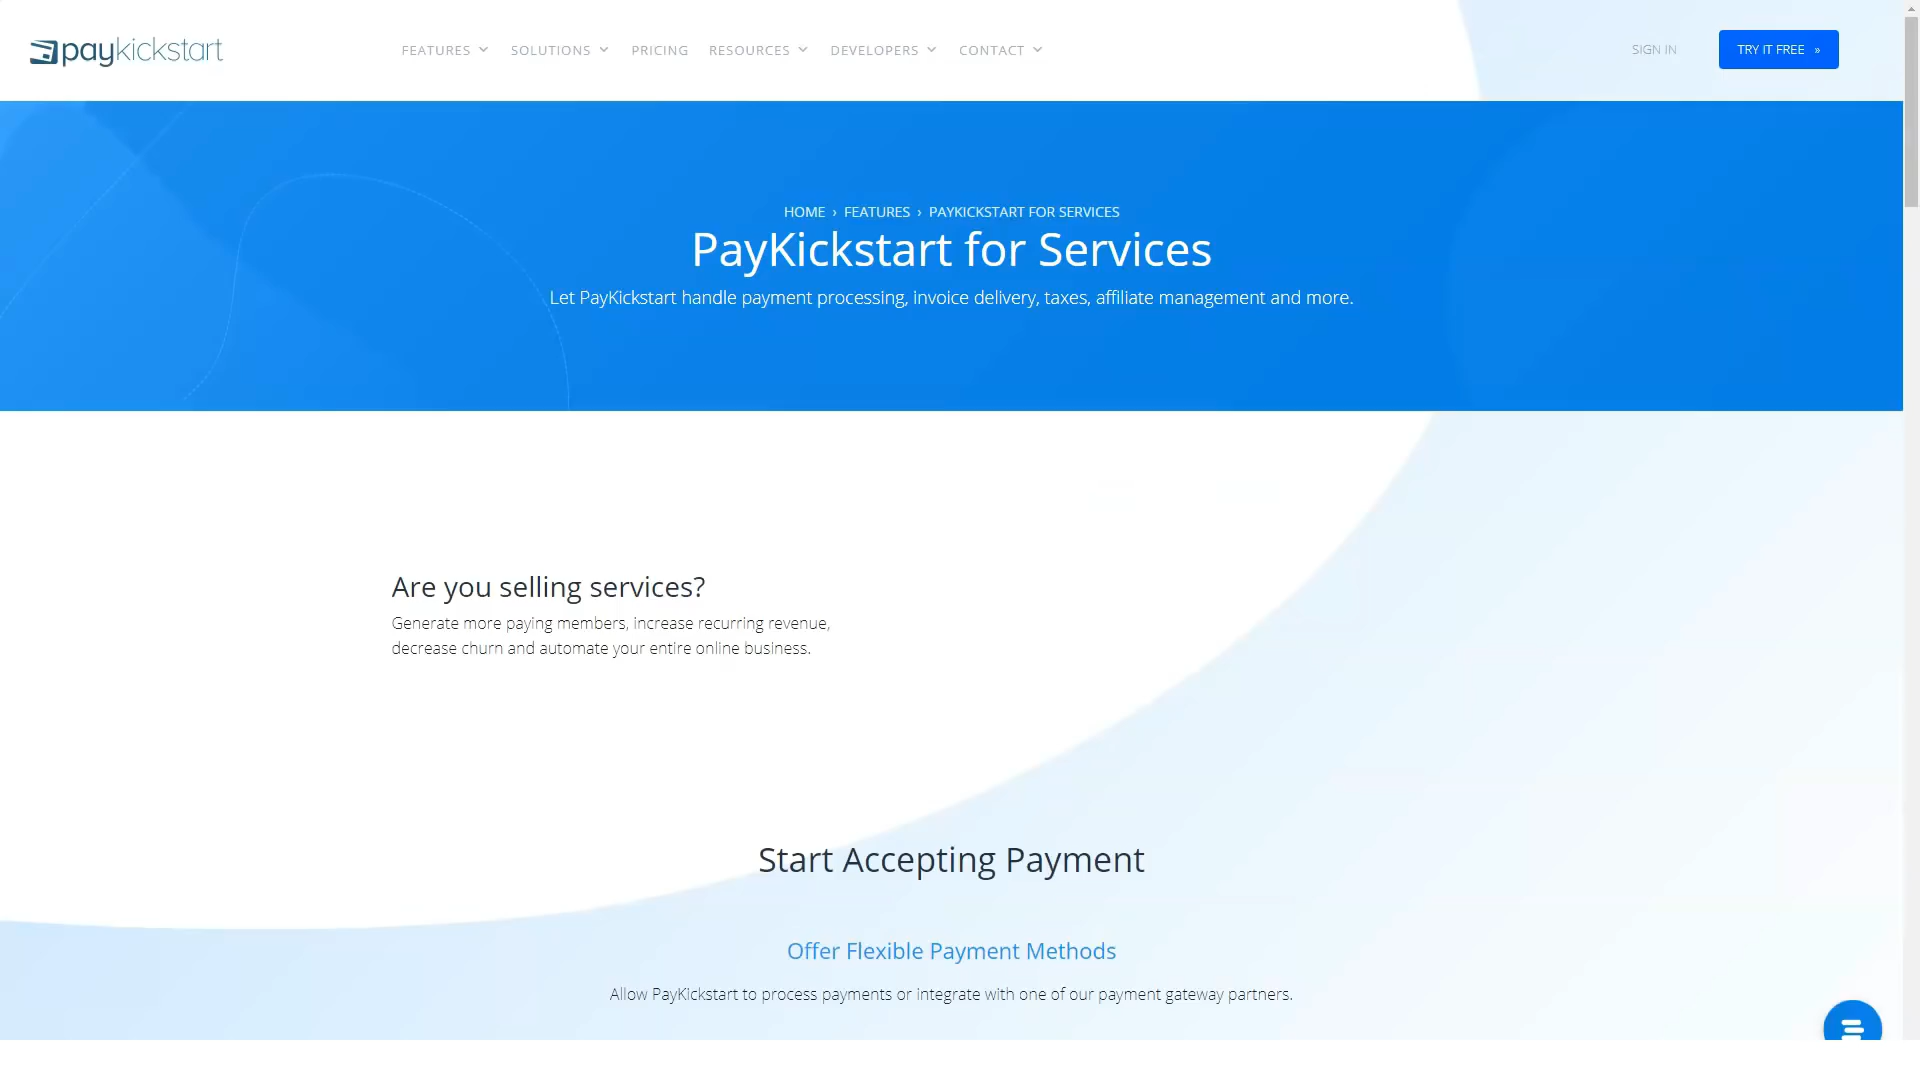 paykickstart
FEATURES SOLUTIONS PRICING RESOURCES DEVELOPERS CONTACT
SIGN IN
TRY IT FREE »
HOME › FEATURES › PAYKICKSTART FOR SERVICES
PayKickstart for Services
Let PayKickstart handle payment processing, invoice delivery, taxes, affiliate management and more.
Are you selling services?
Generate more paying members, increase recurring revenue,
decrease churn and automate your entire online business.
Start Accepting Payment
Offer Flexible Payment Methods
Allow PayKickstart to process payments or integrate with one of our payment gateway partners.